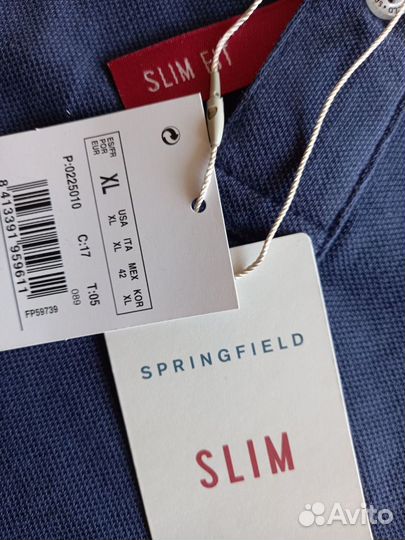 SLIM FIT
ES/FR
POR
EUR
XL
USA ITA MEX KOR
XL XL 42 XL
P:0225010 C:17 T:05
089
8 413391 959611
FP59739
SPRINGFIELD
SLIM
Avito